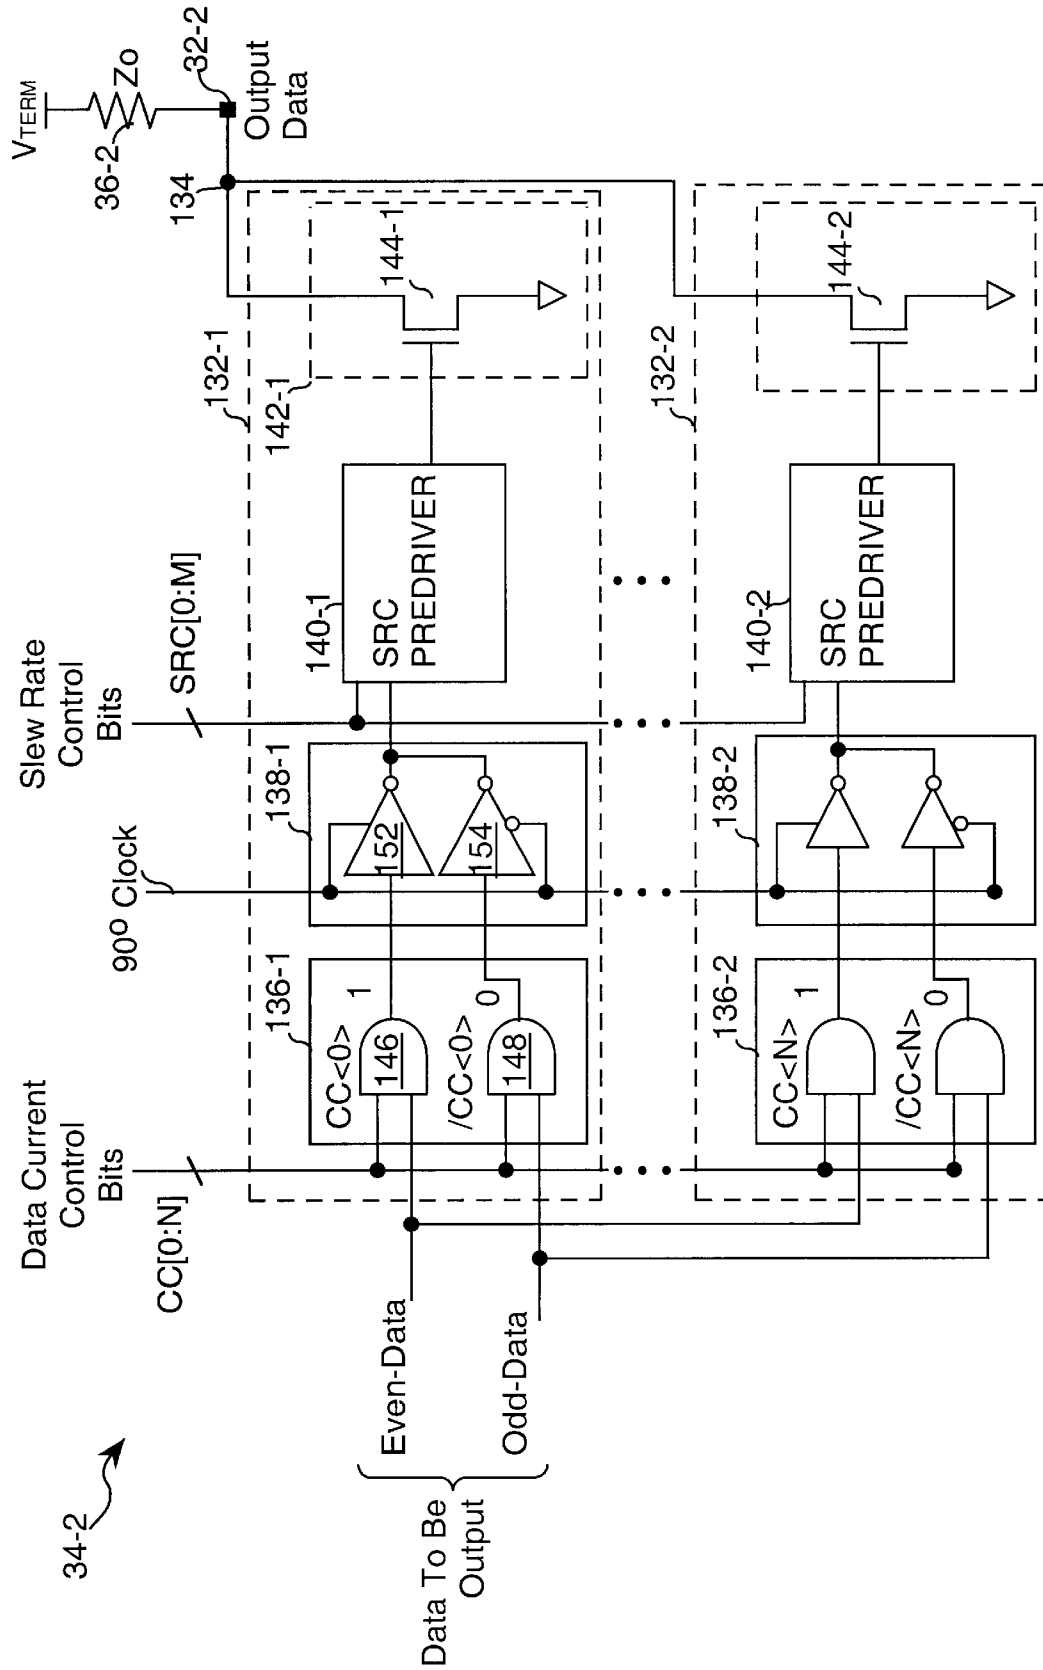 34-2
Data Current
Control
Bits
CC[0:N]
90º Clock
Slew Rate
Control
Bits
SRC[0:M]
VTERM
36-2
Zo
32-2
134
Output
Data
132-1
136-1
138-1
140-1
142-1
144-1
CC<0>
146
1
/CC<0>
148
0
152
154
SRC
PREDRIVER
Even-Data
Odd-Data
Data To Be
Output
132-2
136-2
138-2
140-2
144-2
CC<N>
1
/CC<N>
0
SRC
PREDRIVER